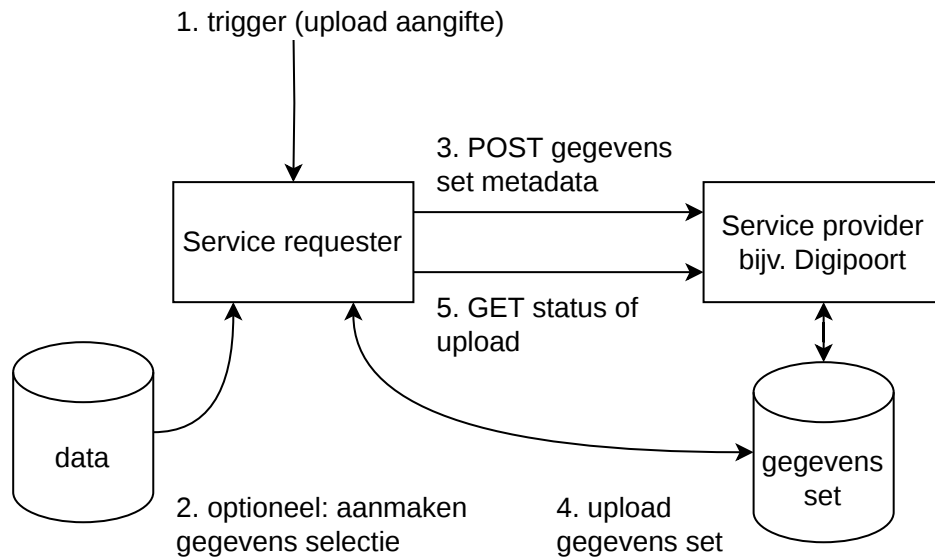 1. trigger (upload aangifte)
3. POST gegevens
set metadata
Service requester
Service provider
bijv. Digipoort
5. GET status of
upload
data
gegevens
set
2. optioneel: aanmaken
gegevens selectie
4. upload
gegevens set